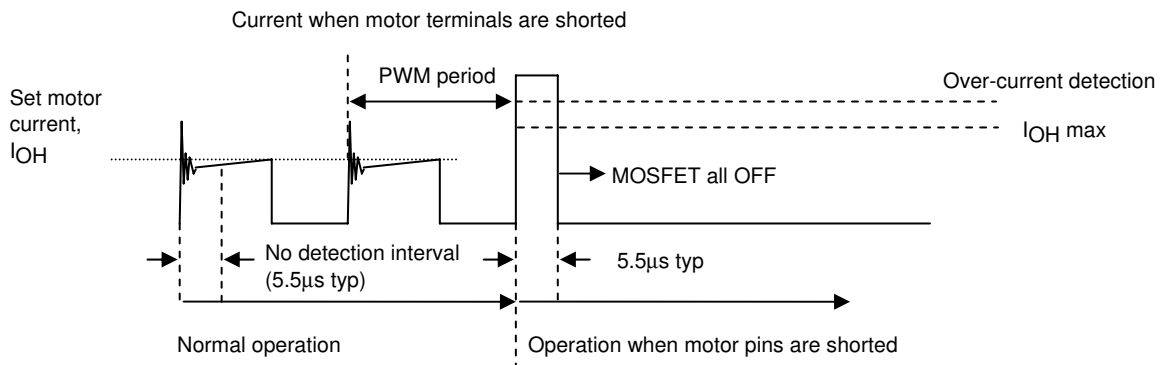 Current when motor terminals are shorted
PWM period
Over-current detection
Set motor
current,
IOH
IOH max
MOSFET all OFF
No detection interval
(5.5μs typ)
5.5μs typ
Normal operation
Operation when motor pins are shorted